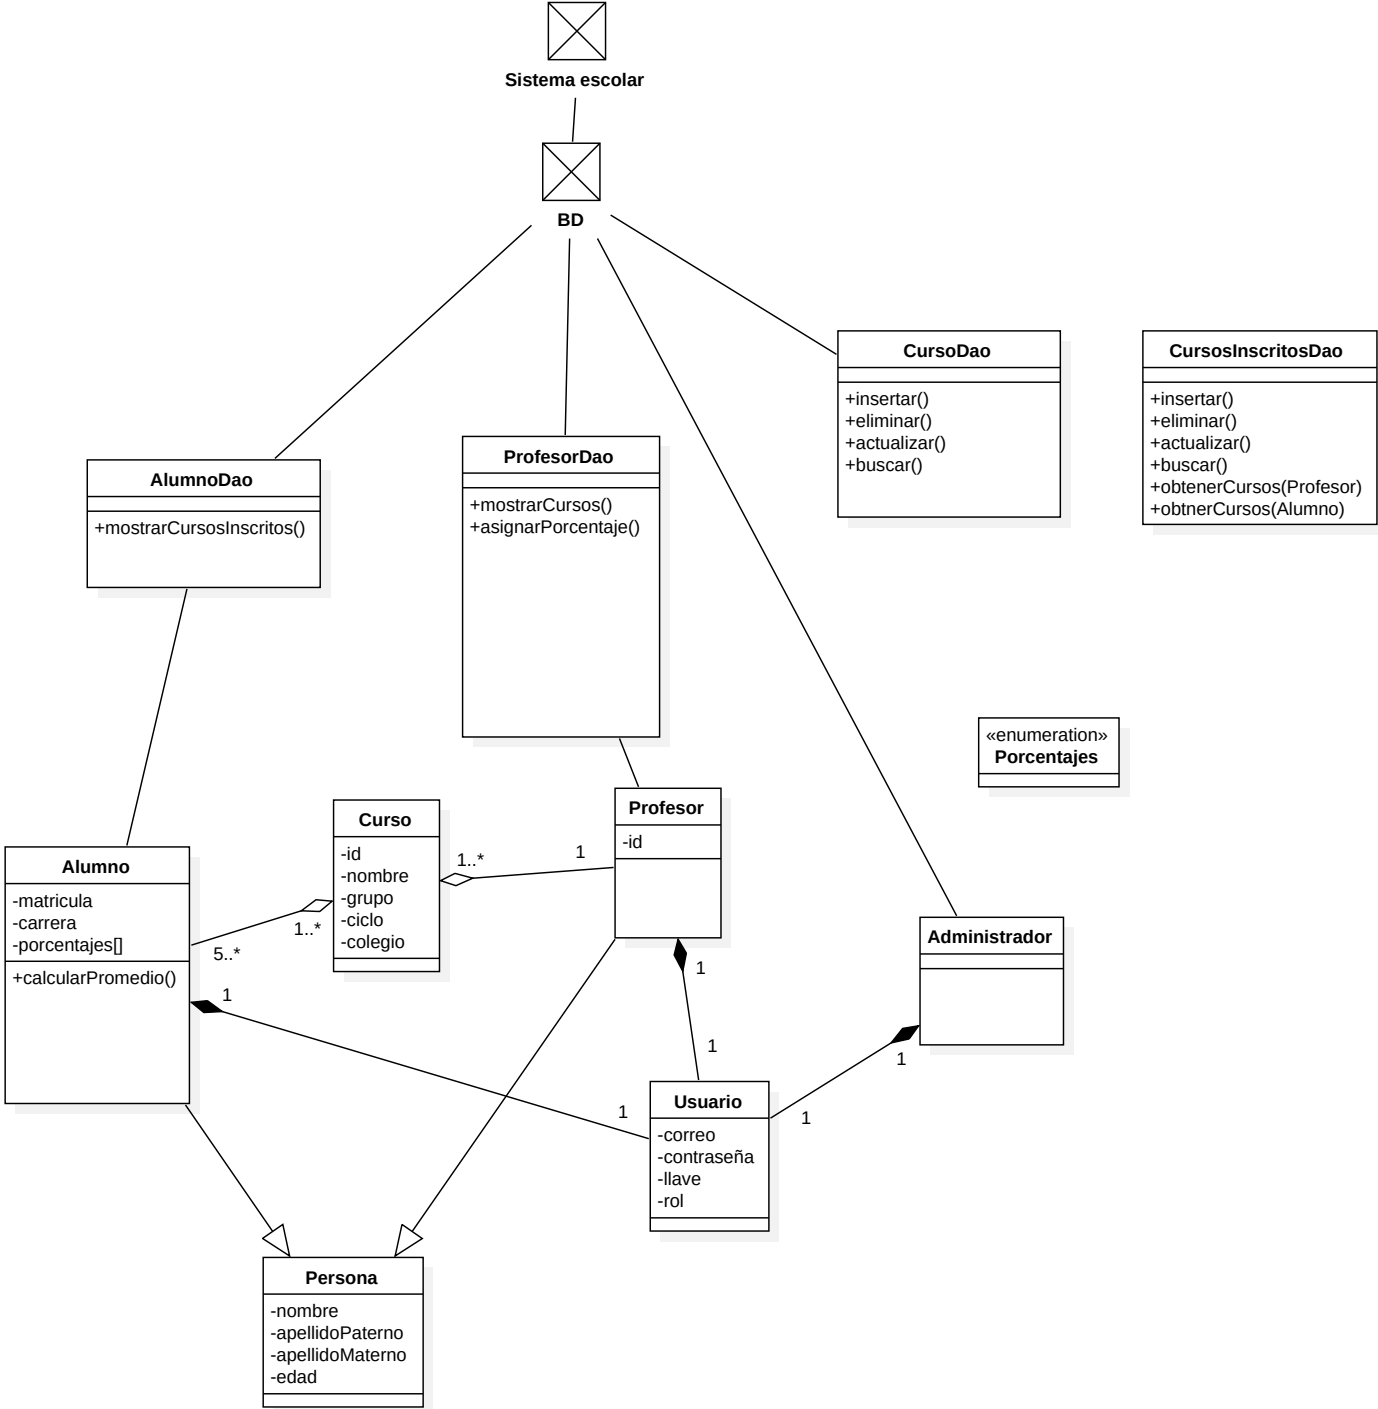 Sistema escolar
BD
CursoDao
+insertar()
+eliminar()
+actualizar()
+buscar()
CursosInscritosDao
+insertar()
+eliminar()
+actualizar()
+buscar()
+obtenerCursos(Profesor)
+obtnerCursos(Alumno)
AlumnoDao
+mostrarCursosInscritos()
ProfesorDao
+mostrarCursos()
+asignarPorcentaje()
«enumeration»
Porcentajes
Alumno
-matricula
-carrera
-porcentajes[]
+calcularPromedio()
5..*
1..*
Curso
-id
-nombre
-grupo
-ciclo
-colegio
1..*
1
Profesor
-id
Administrador
1
1
1
1
1
1
Usuario
-correo
-contraseña
-llave
-rol
Persona
-nombre
-apellidoPaterno
-apellidoMaterno
-edad